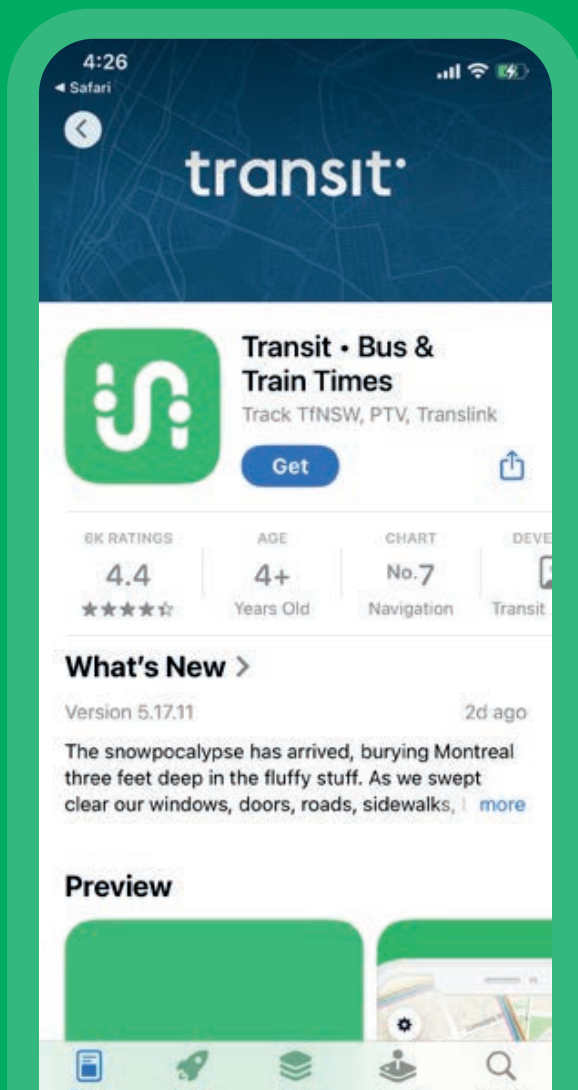 4:26
◀ Safari
transit
Transit • Bus &
Train Times
Track TfNSW, PTV, Translink
Get
6K RATINGS
4.4
AGE
4+
Years Old
CHART
No.7
Navigation
DEVE
Transit
What's New >
Version 5.17.11
2d ago
The snowpocalypse has arrived, burying Montreal
three feet deep in the fluffy stuff. As we swept
clear our windows, doors, roads, sidewalks,
more
Preview